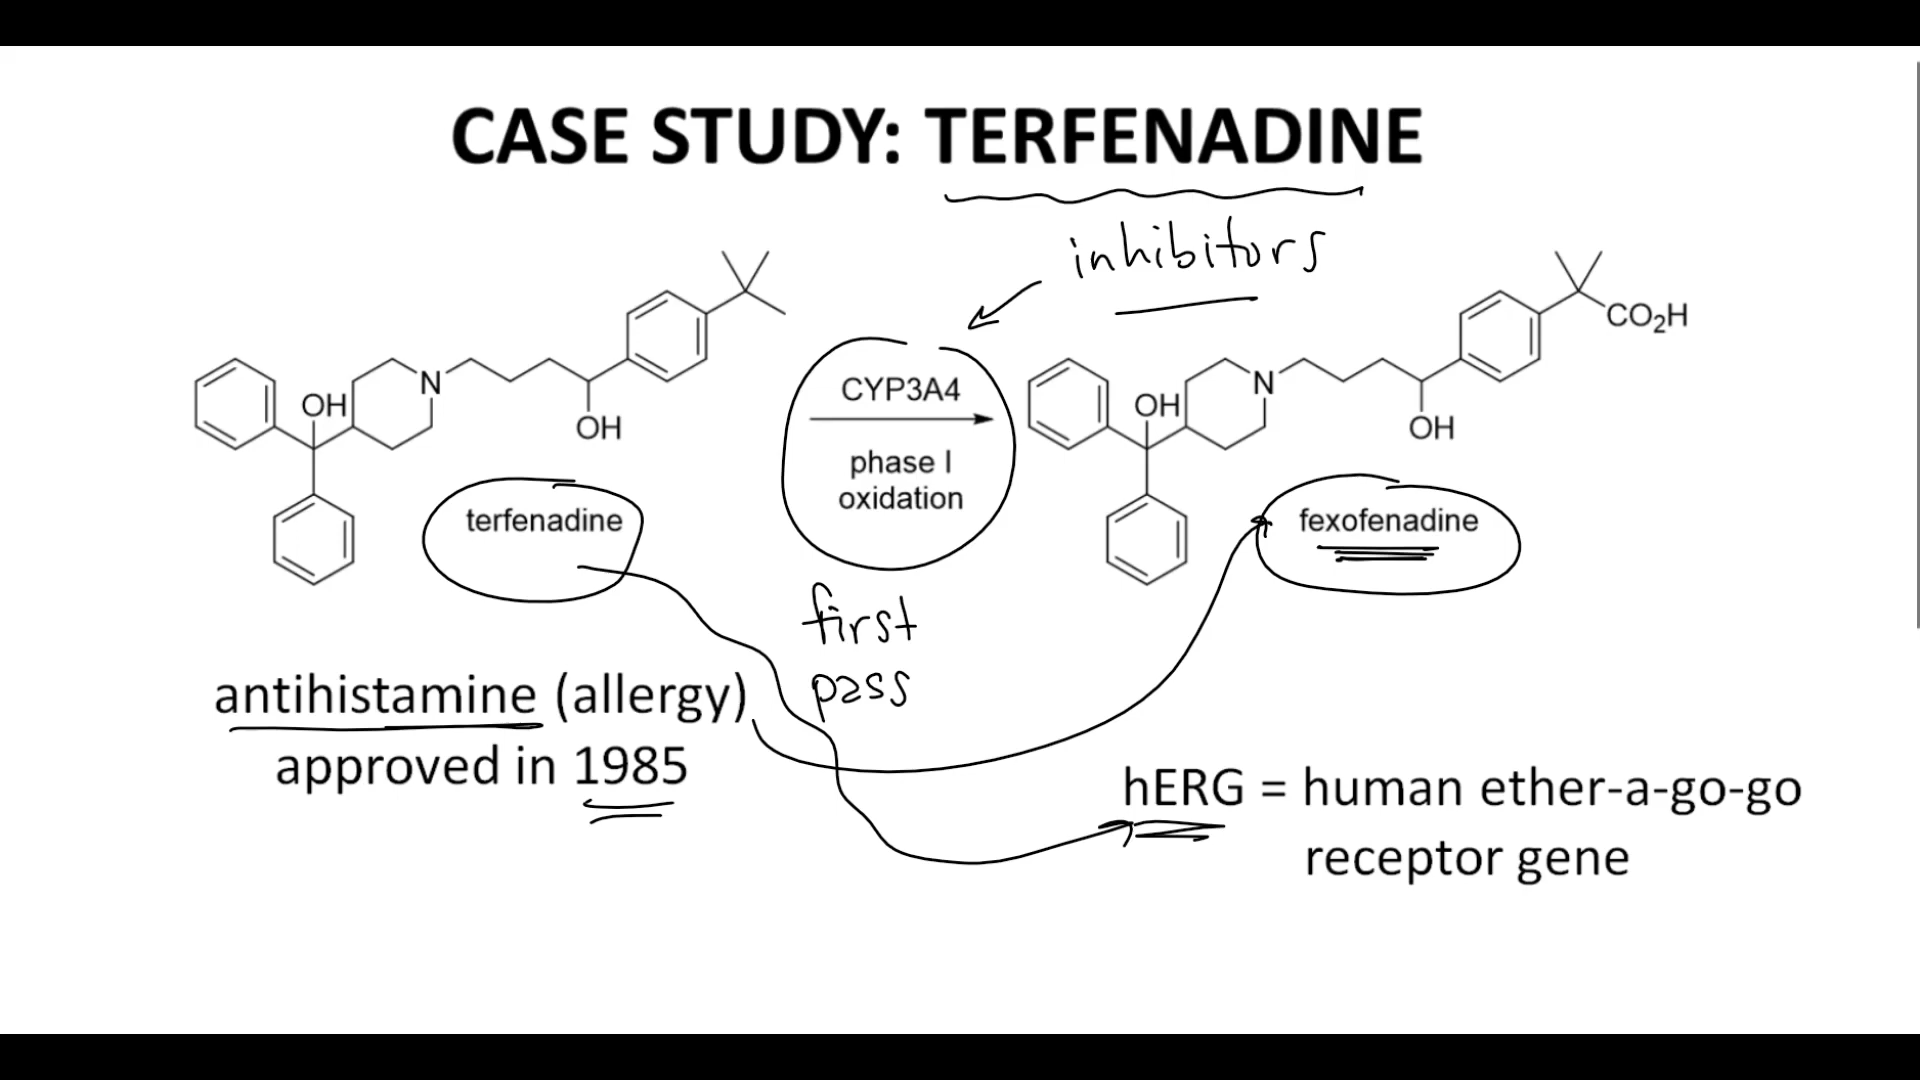 CASE STUDY: TERFENADINE
inhibitors
N
OH
OH
terfenadine
CYP3A4
phase I
oxidation
N
OH
OH
CO₂H
fexofenadine
first
pass
antihistamine (allergy)
approved in 1985
hERG = human ether-a-go-go
receptor gene